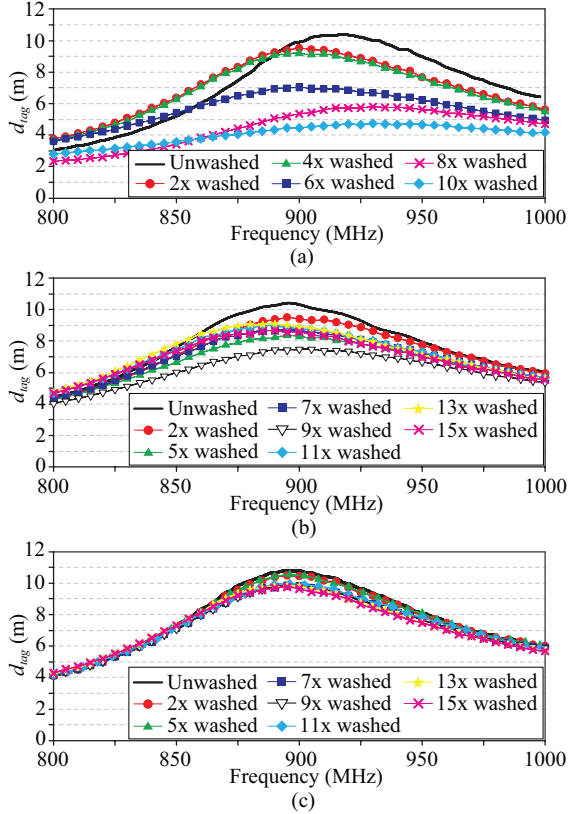 12
10
8
6
4
2
0
d_tag (m)
Unwashed
2x washed
4x washed
6x washed
8x washed
10x washed
800
850
900
950
1000
Frequency (MHz)
(a)
12
10
8
6
4
2
0
d_tag (m)
Unwashed
2x washed
5x washed
7x washed
9x washed
11x washed
13x washed
15x washed
800
850
900
950
1000
Frequency (MHz)
(b)
12
10
8
6
4
2
0
d_tag (m)
Unwashed
2x washed
5x washed
7x washed
9x washed
11x washed
13x washed
15x washed
800
850
900
950
1000
Frequency (MHz)
(c)